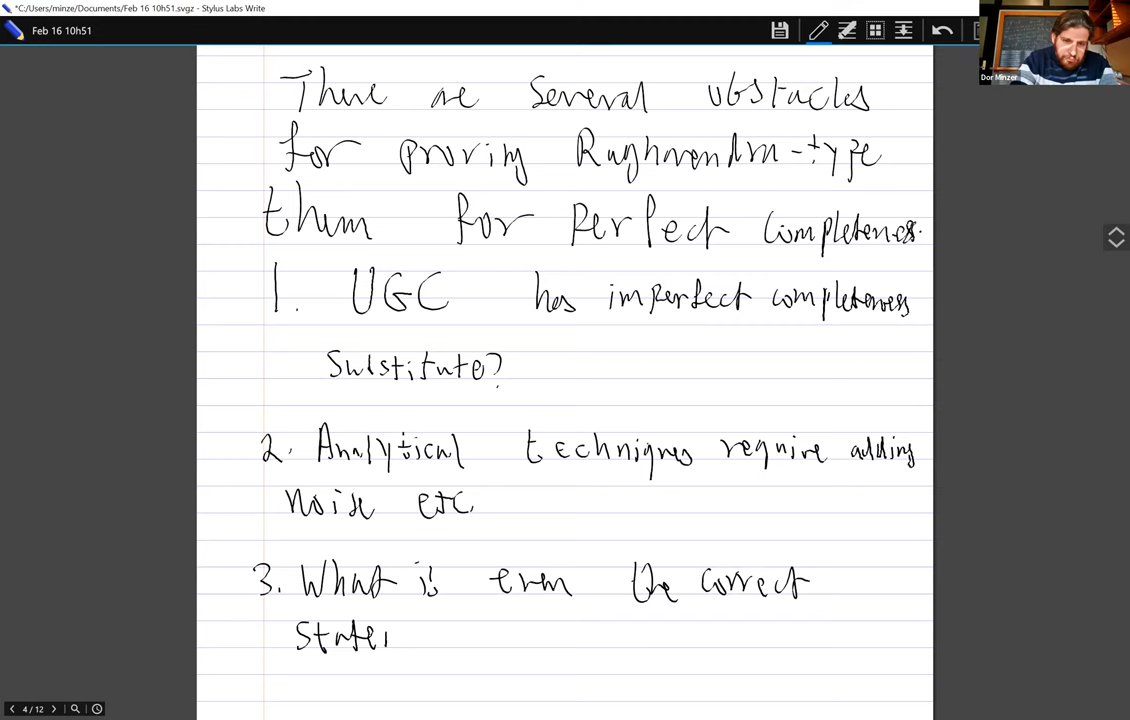 *C:/Users/minze/Documents/Feb 16 10h51.svgz - Stylus Labs Write
Feb 16 10h51
Dor Minzer
There are several obstacles
for proving Raghavendra-type
thm for perfect completeness.
1. UGC has imperfect completeness
Substitute?
2. Analytical techniques require adding
noise etc
3. What is even the correct
State
4 / 12